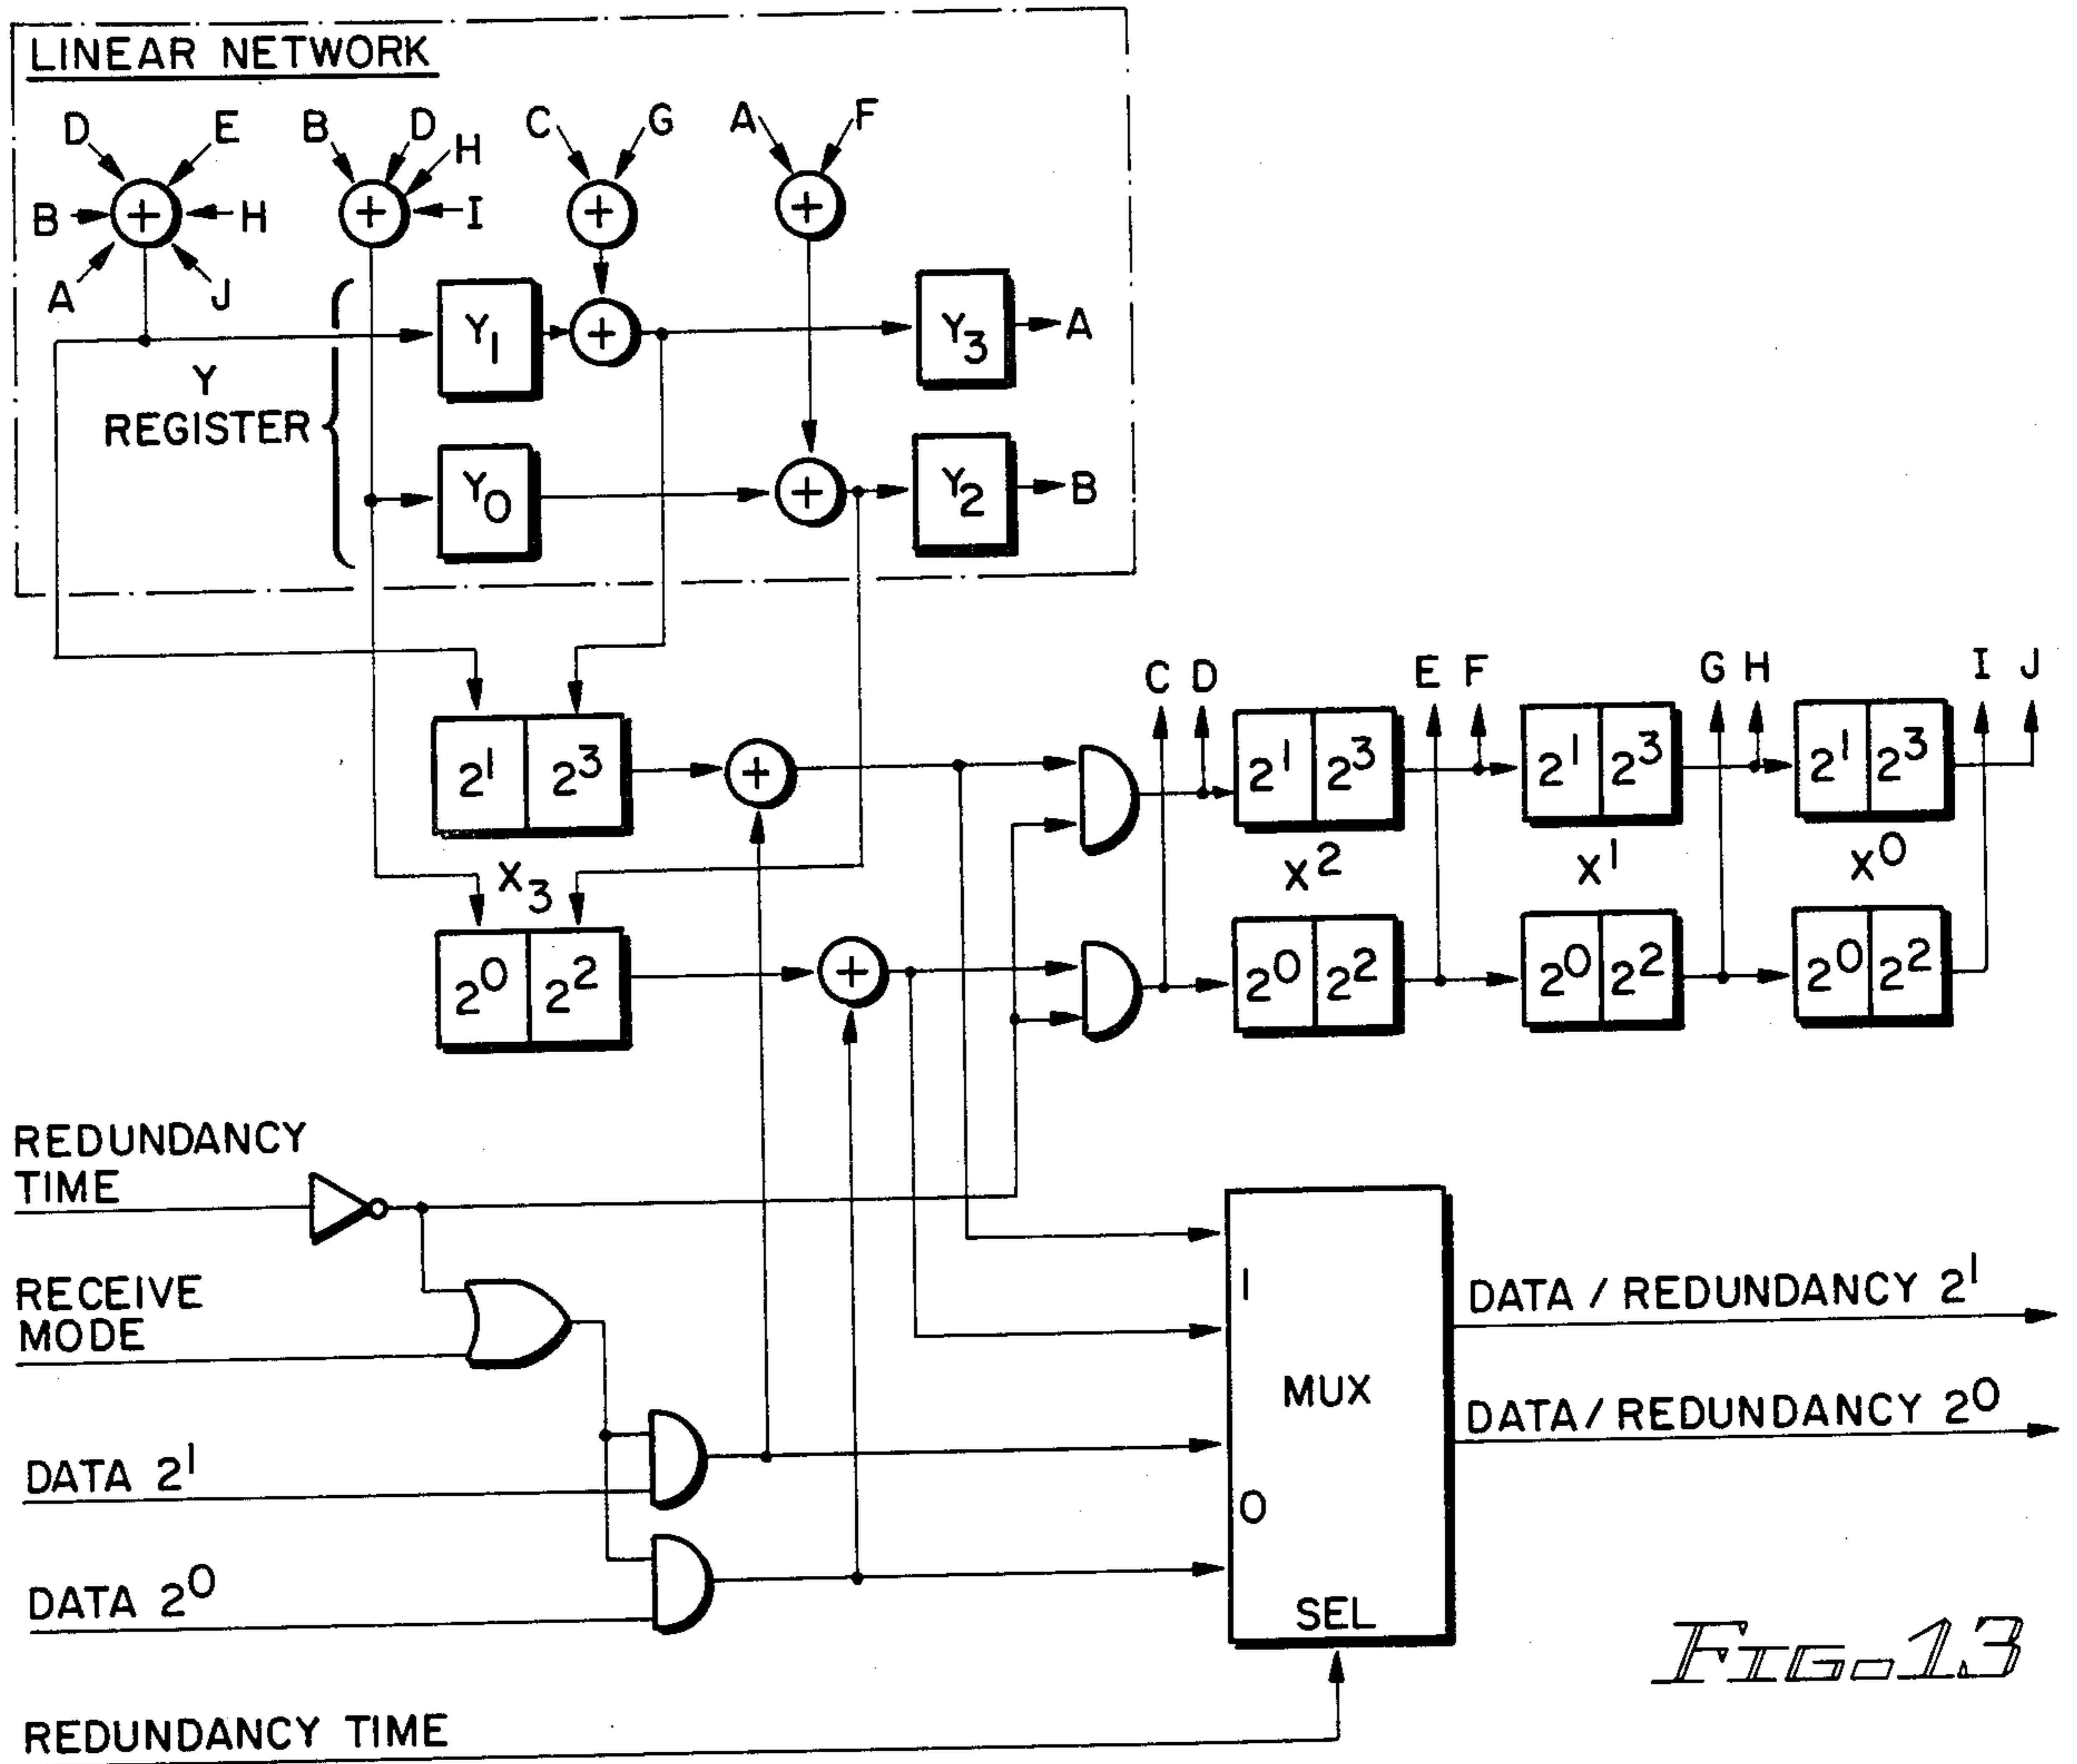 LINEAR NETWORK
D E B D H C G A F
B + H + I + +
A J
Y₁ + Y₃ A
Y
REGISTER
Y₀ + Y₂ B
C D E F G H I J
2¹ 2³ + 2¹ 2³ 2¹ 2³ 2¹ 2³
X₃ X² X¹ X⁰
2⁰ 2² + 2⁰ 2² 2⁰ 2² 2⁰ 2²
REDUNDANCY
TIME
RECEIVE
MODE
1
DATA / REDUNDANCY 2¹
MUX
DATA / REDUNDANCY 2⁰
DATA 2¹
0
DATA 2⁰
SEL
FIG. 13
REDUNDANCY TIME